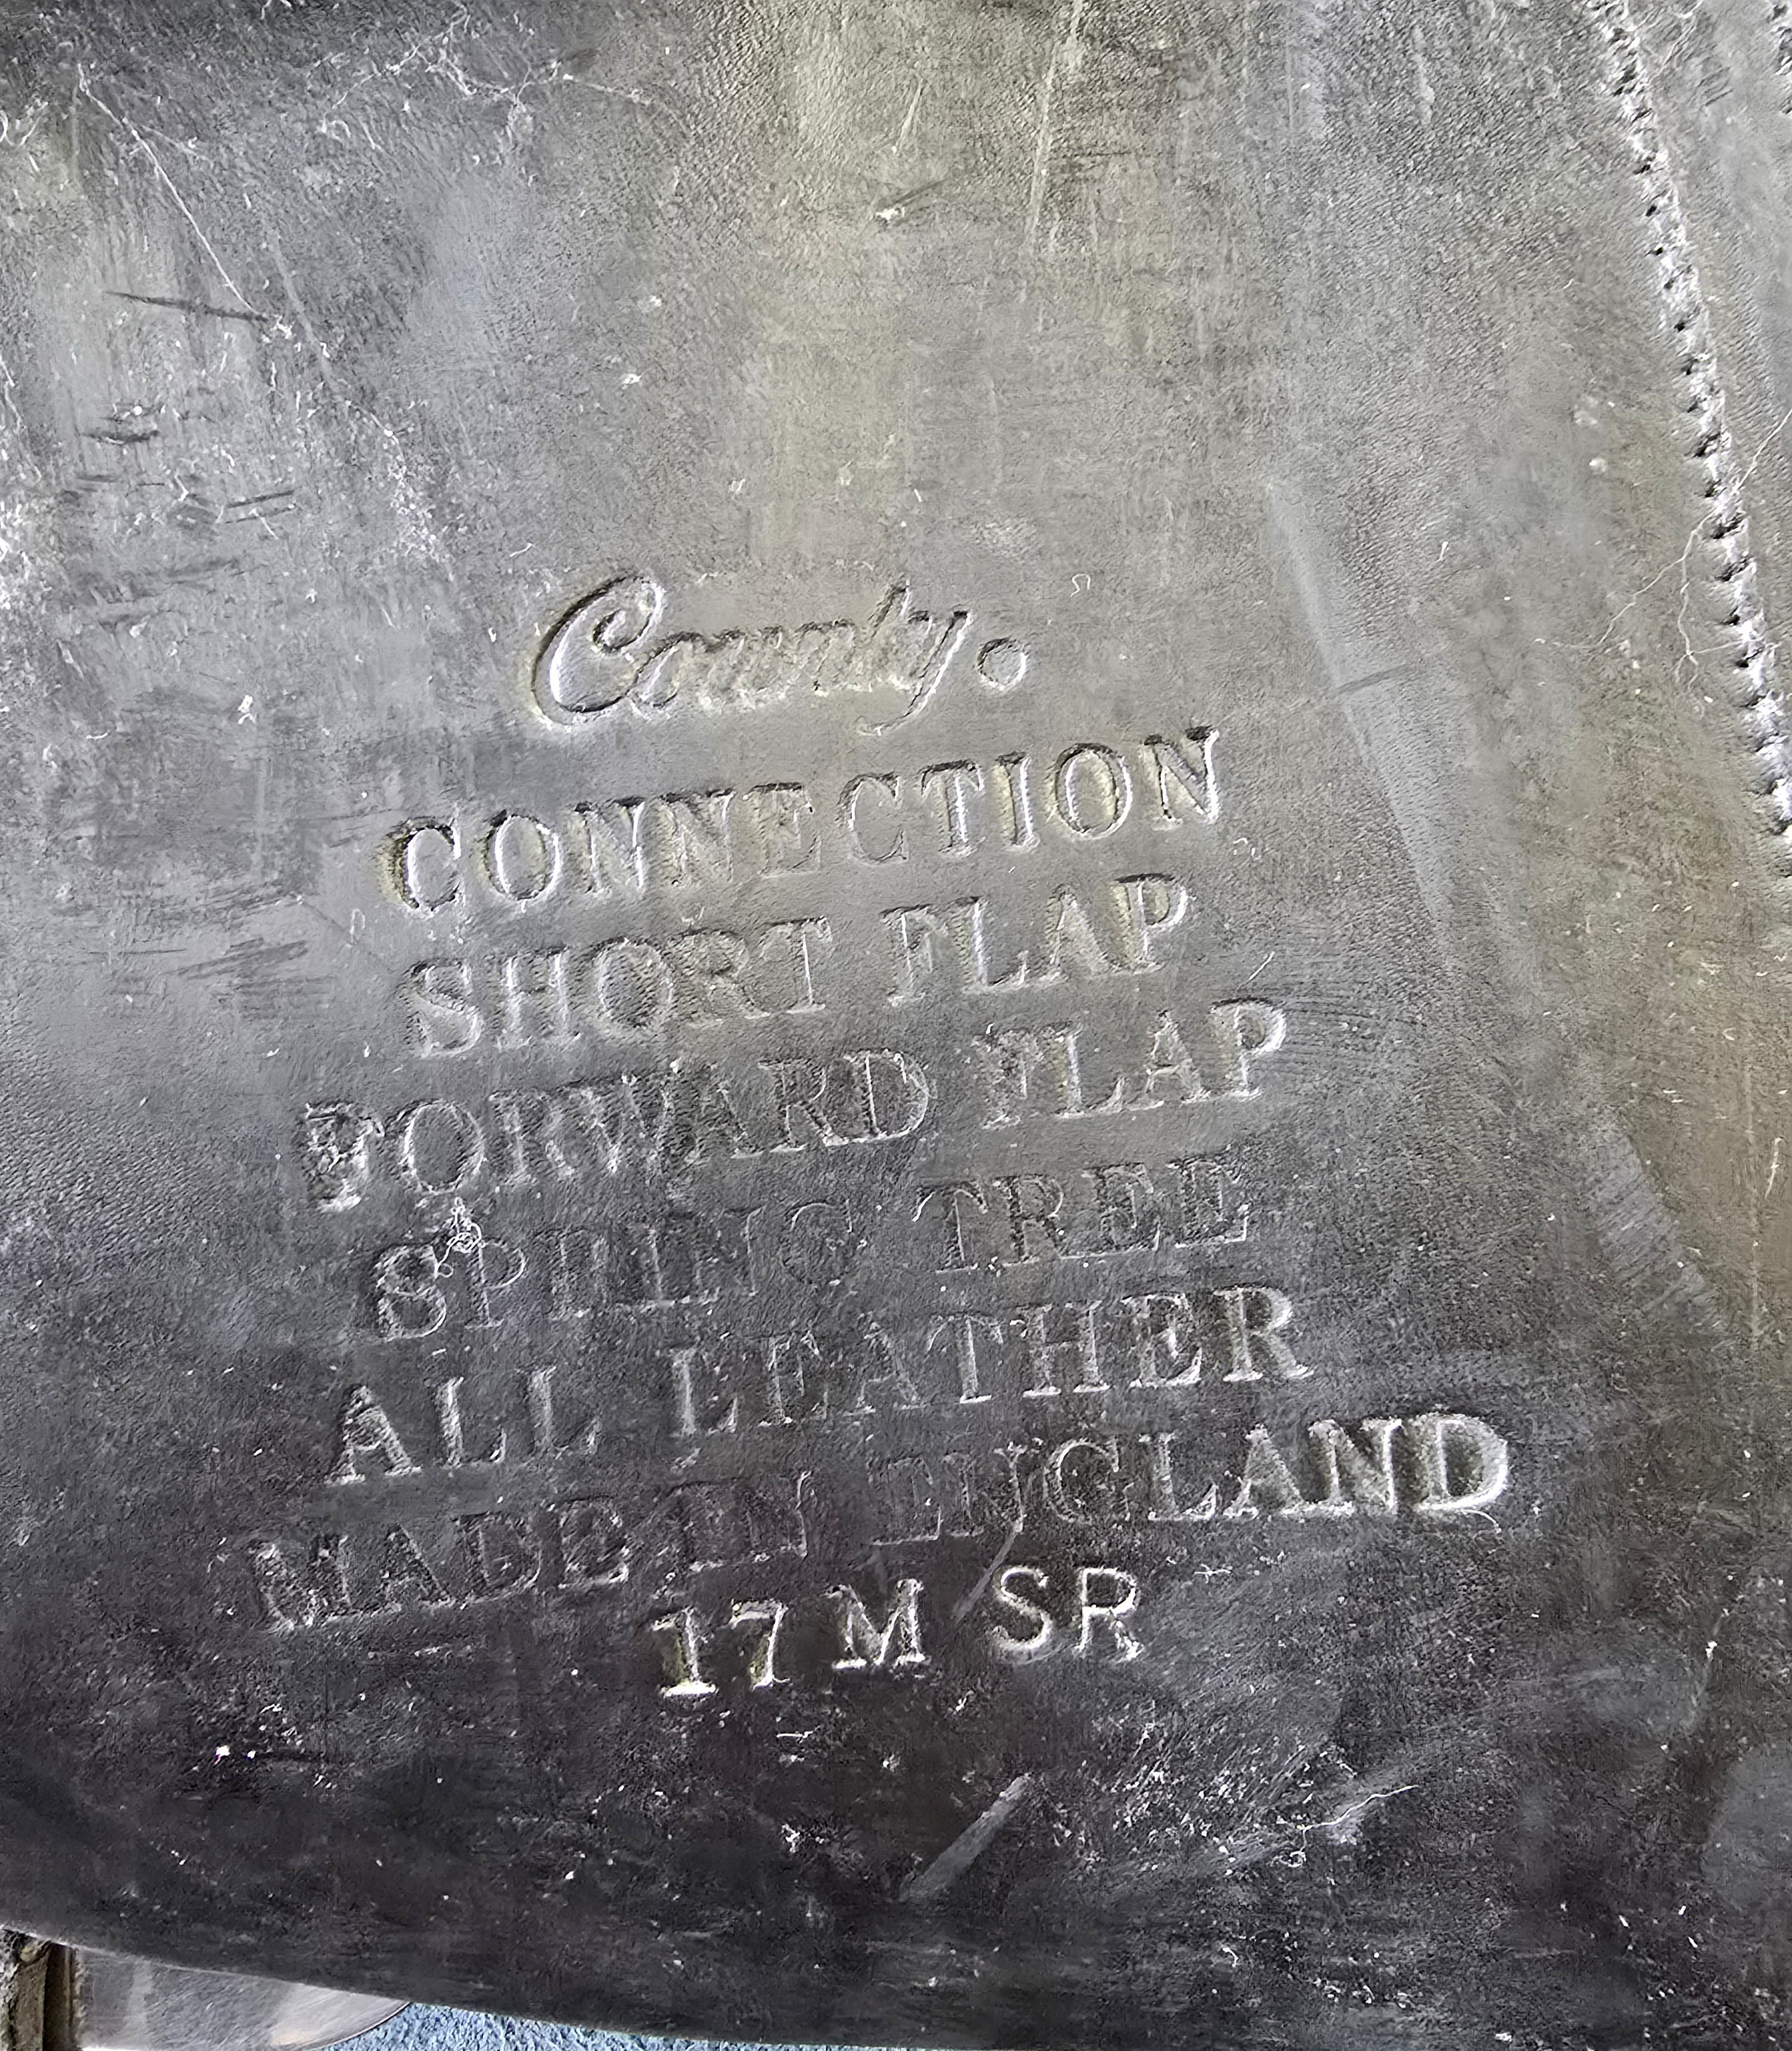 County.
CONNECTION
SHORT FLAP
FORWARD FLAP
SPRING TREE
ALL LEATHER
MADE IN ENGLAND
17 M SR